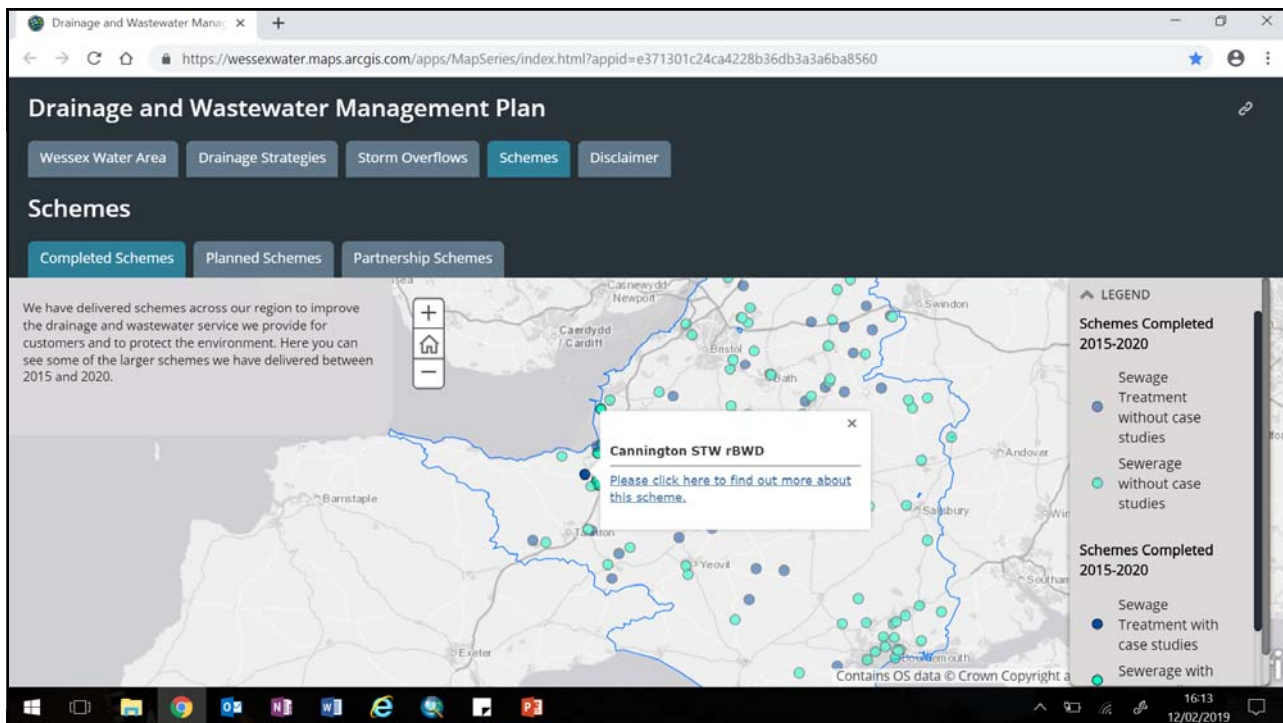 Drainage and Wastewater Mana
https://wessexwater.maps.arcgis.com/apps/MapSeries/index.html?appid=e371301c24ca4228b36db3a3a6ba8560
Drainage and Wastewater Management Plan
Wessex Water Area
Drainage Strategies
Storm Overflows
Schemes
Disclaimer
Schemes
Completed Schemes
Planned Schemes
Partnership Schemes
We have delivered schemes across our region to improve
the drainage and wastewater service we provide for
customers and to protect the environment. Here you can
see some of the larger schemes we have delivered between
2015 and 2020.
Casnewydd
Newport
Swindon
Caerdydd
/ Cardiff
Bristol
Bath
Cannington STW rBWD
Please click here to find out more about
this scheme.
Andover
Barnstaple
Salisbury
Taunton
Yeovil
Exeter
Bournemouth
Contains OS data © Crown Copyright a
LEGEND
Schemes Completed
2015-2020
Sewage
Treatment
without case
studies
Sewerage
without case
studies
Schemes Completed
2015-2020
Sewage
Treatment with
case studies
Sewerage with
16:13
12/02/2019